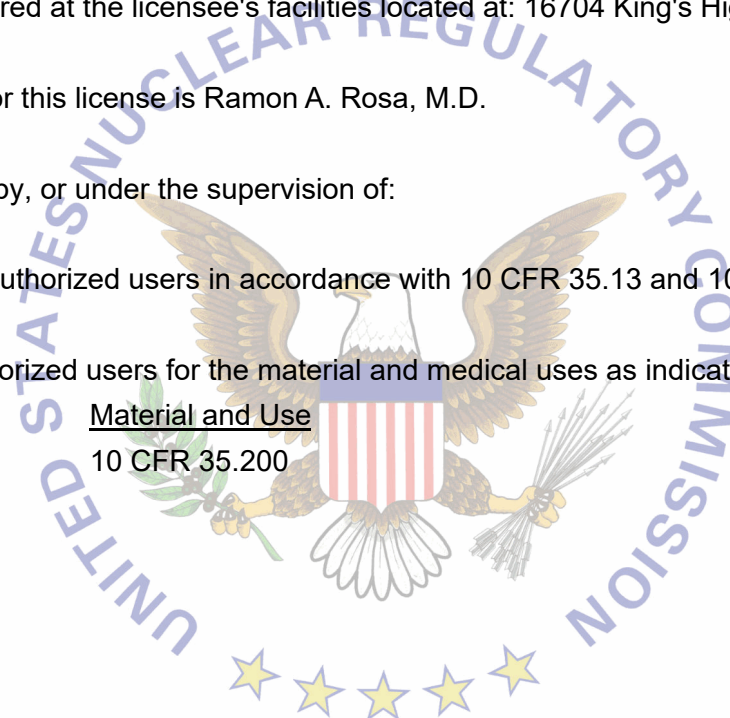 red at the licensee's facilities located at: 16704 King's Hig
or this license is Ramon A. Rosa, M.D.
by, or under the supervision of:
uthorized users in accordance with 10 CFR 35.13 and 10
orized users for the material and medical uses as indicat
Material and Use
10 CFR 35.200
UNITED STATES NUCLEAR REGULATORY COMMISSION